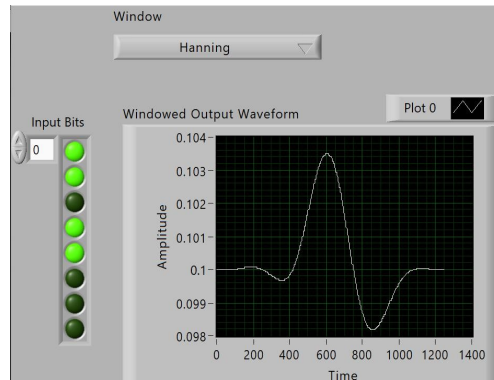 Window
Hanning
Input Bits
0
Windowed Output Waveform
Plot 0
Amplitude
0.104
0.103
0.102
0.101
0.1
0.099
0.098
0 200 400 600 800 1000 1200 1400
Time